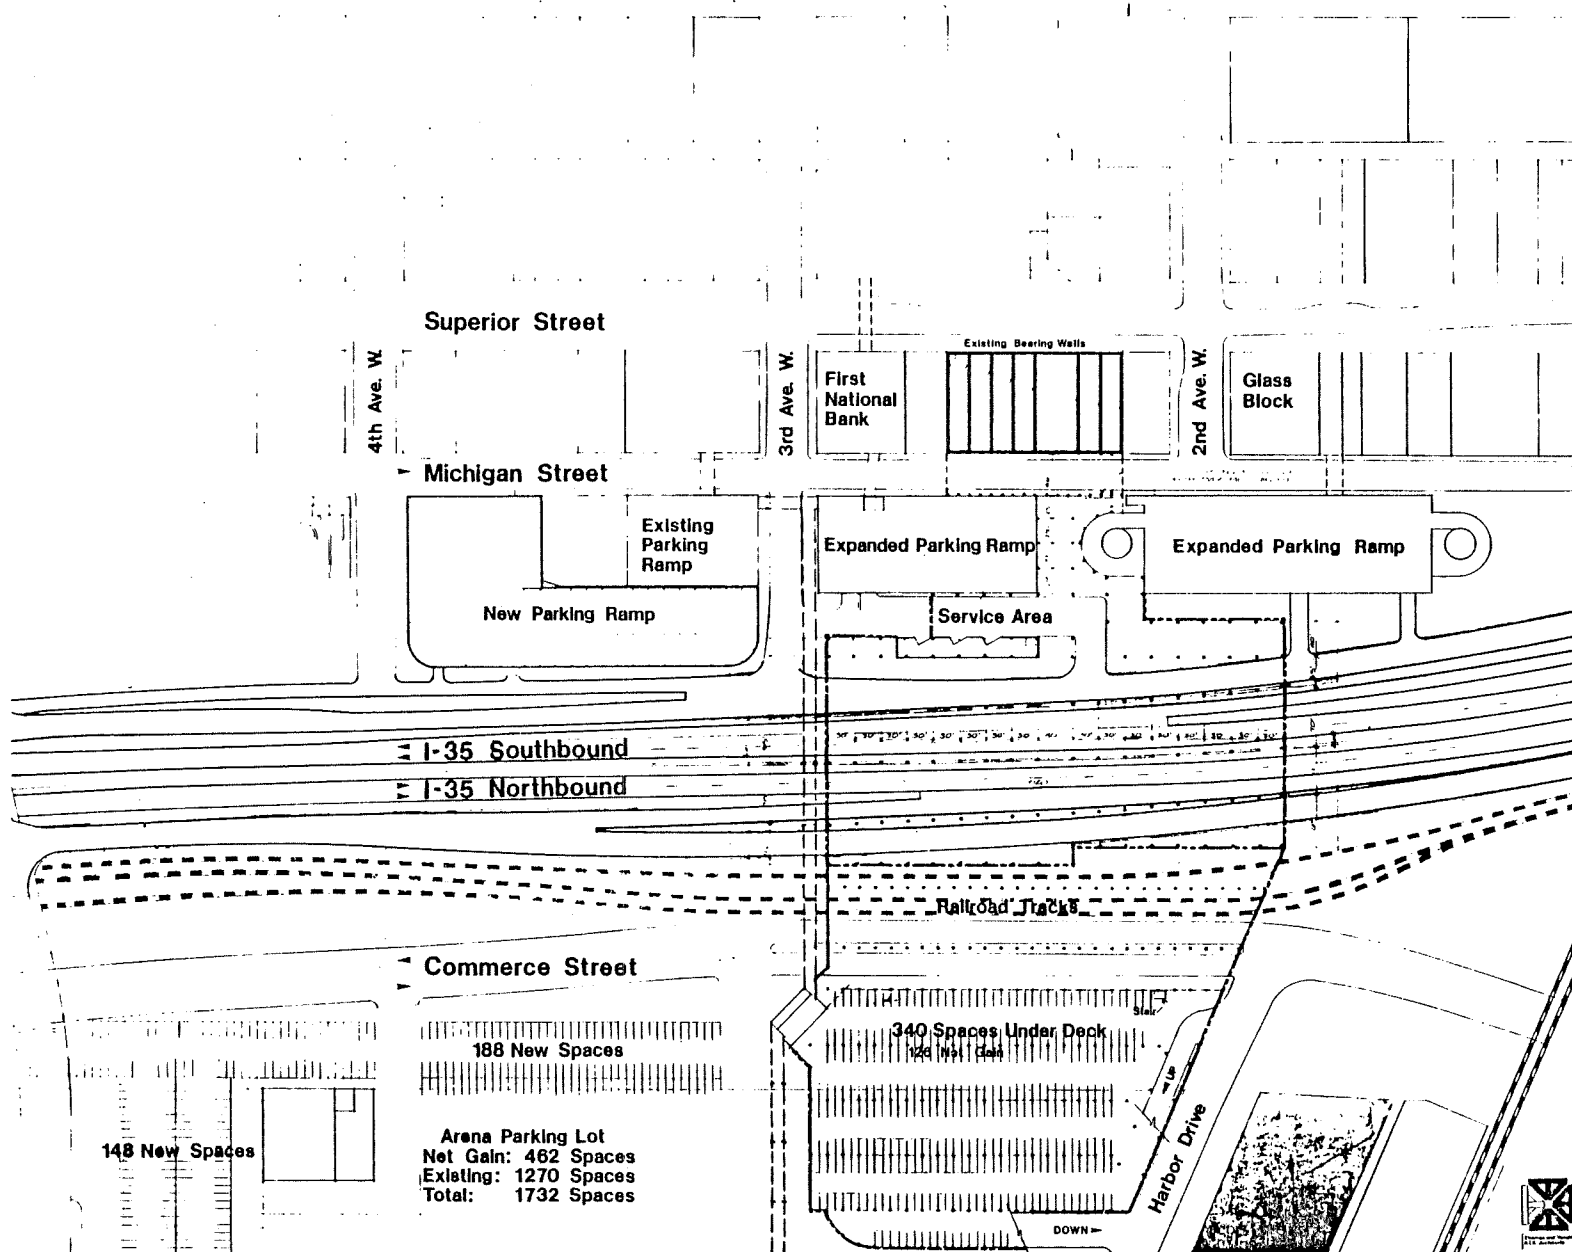 Superior Street
Existing Bearing Walls
4th Ave. W.
3rd Ave. W.
First
National
Bank
2nd Ave. W.
Glass
Block
Michigan Street
Existing
Parking
Ramp
Expanded Parking Ramp
Expanded Parking Ramp
New Parking Ramp
Service Area
I-35 Southbound
I-35 Northbound
Railroad Tracks
Commerce Street
Stair
340 Spaces Under Deck
126 Net Gain
188 New Spaces
UP
Harbor Drive
148 New Spaces
Arena Parking Lot
Net Gain: 462 Spaces
Existing: 1270 Spaces
Total: 1732 Spaces
DOWN